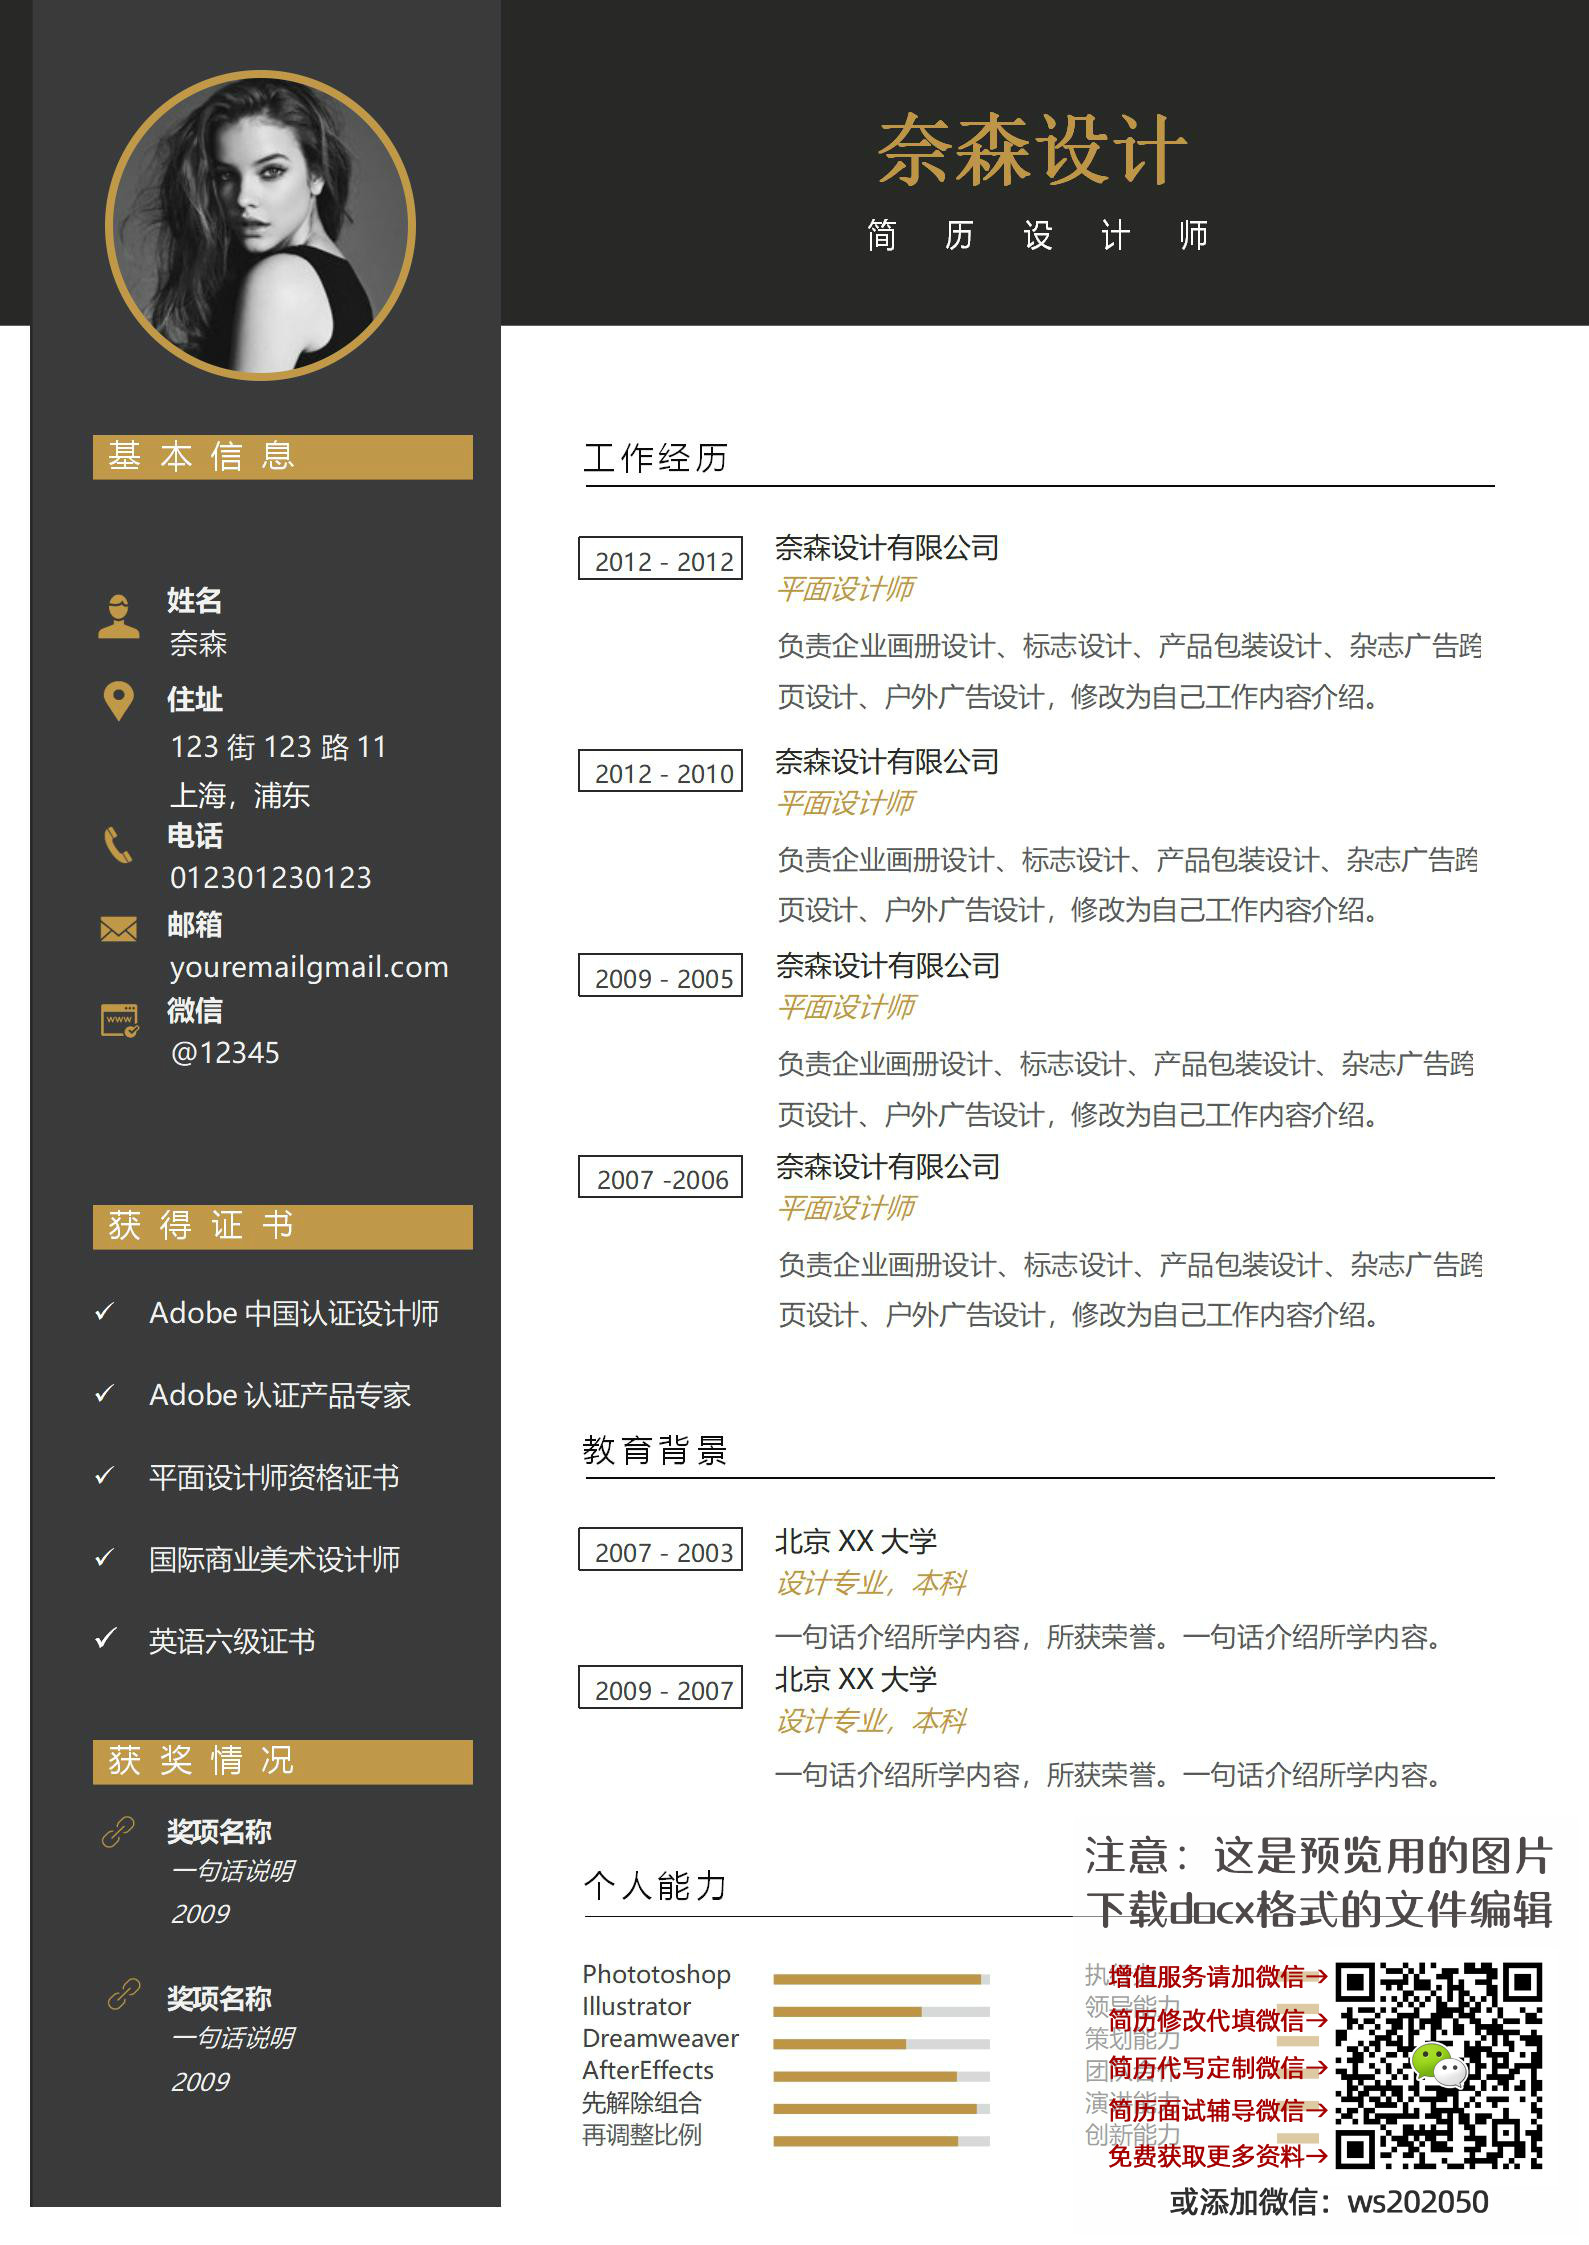 奈森设计
简历设计师
基本信息
姓名
奈森
住址
123 街 123 路 11
上海，浦东
电话
012301230123
邮箱
youremailgmail.com
www
微信
@12345
获得证书
✓ Adobe 中国认证设计师
✓ Adobe 认证产品专家
✓ 平面设计师资格证书
✓ 国际商业美术设计师
✓ 英语六级证书
获奖情况
奖项名称
一句话说明
2009
奖项名称
一句话说明
2009
工作经历
2012 - 2012
奈森设计有限公司
平面设计师
负责企业画册设计、标志设计、产品包装设计、杂志广告跨
页设计、户外广告设计，修改为自己工作内容介绍。
2012 - 2010
奈森设计有限公司
平面设计师
负责企业画册设计、标志设计、产品包装设计、杂志广告跨
页设计、户外广告设计，修改为自己工作内容介绍。
2009 - 2005
奈森设计有限公司
平面设计师
负责企业画册设计、标志设计、产品包装设计、杂志广告跨
页设计、户外广告设计，修改为自己工作内容介绍。
2007 -2006
奈森设计有限公司
平面设计师
负责企业画册设计、标志设计、产品包装设计、杂志广告跨
页设计、户外广告设计，修改为自己工作内容介绍。
教育背景
2007 - 2003
北京 XX 大学
设计专业，本科
一句话介绍所学内容，所获荣誉。一句话介绍所学内容。
2009 - 2007
北京 XX 大学
设计专业，本科
一句话介绍所学内容，所获荣誉。一句话介绍所学内容。
个人能力
Phototoshop
Illustrator
Dreamweaver
AfterEffects
先解除组合
再调整比例
领导能力
策划能力
演讲能力
创新能力
注意：这是预览用的图片
下载docx格式的文件编辑
增值服务请加微信→
简历修改代填微信→
简历代写定制微信→
简历面试辅导微信→
免费获取更多资料→
或添加微信：ws202050